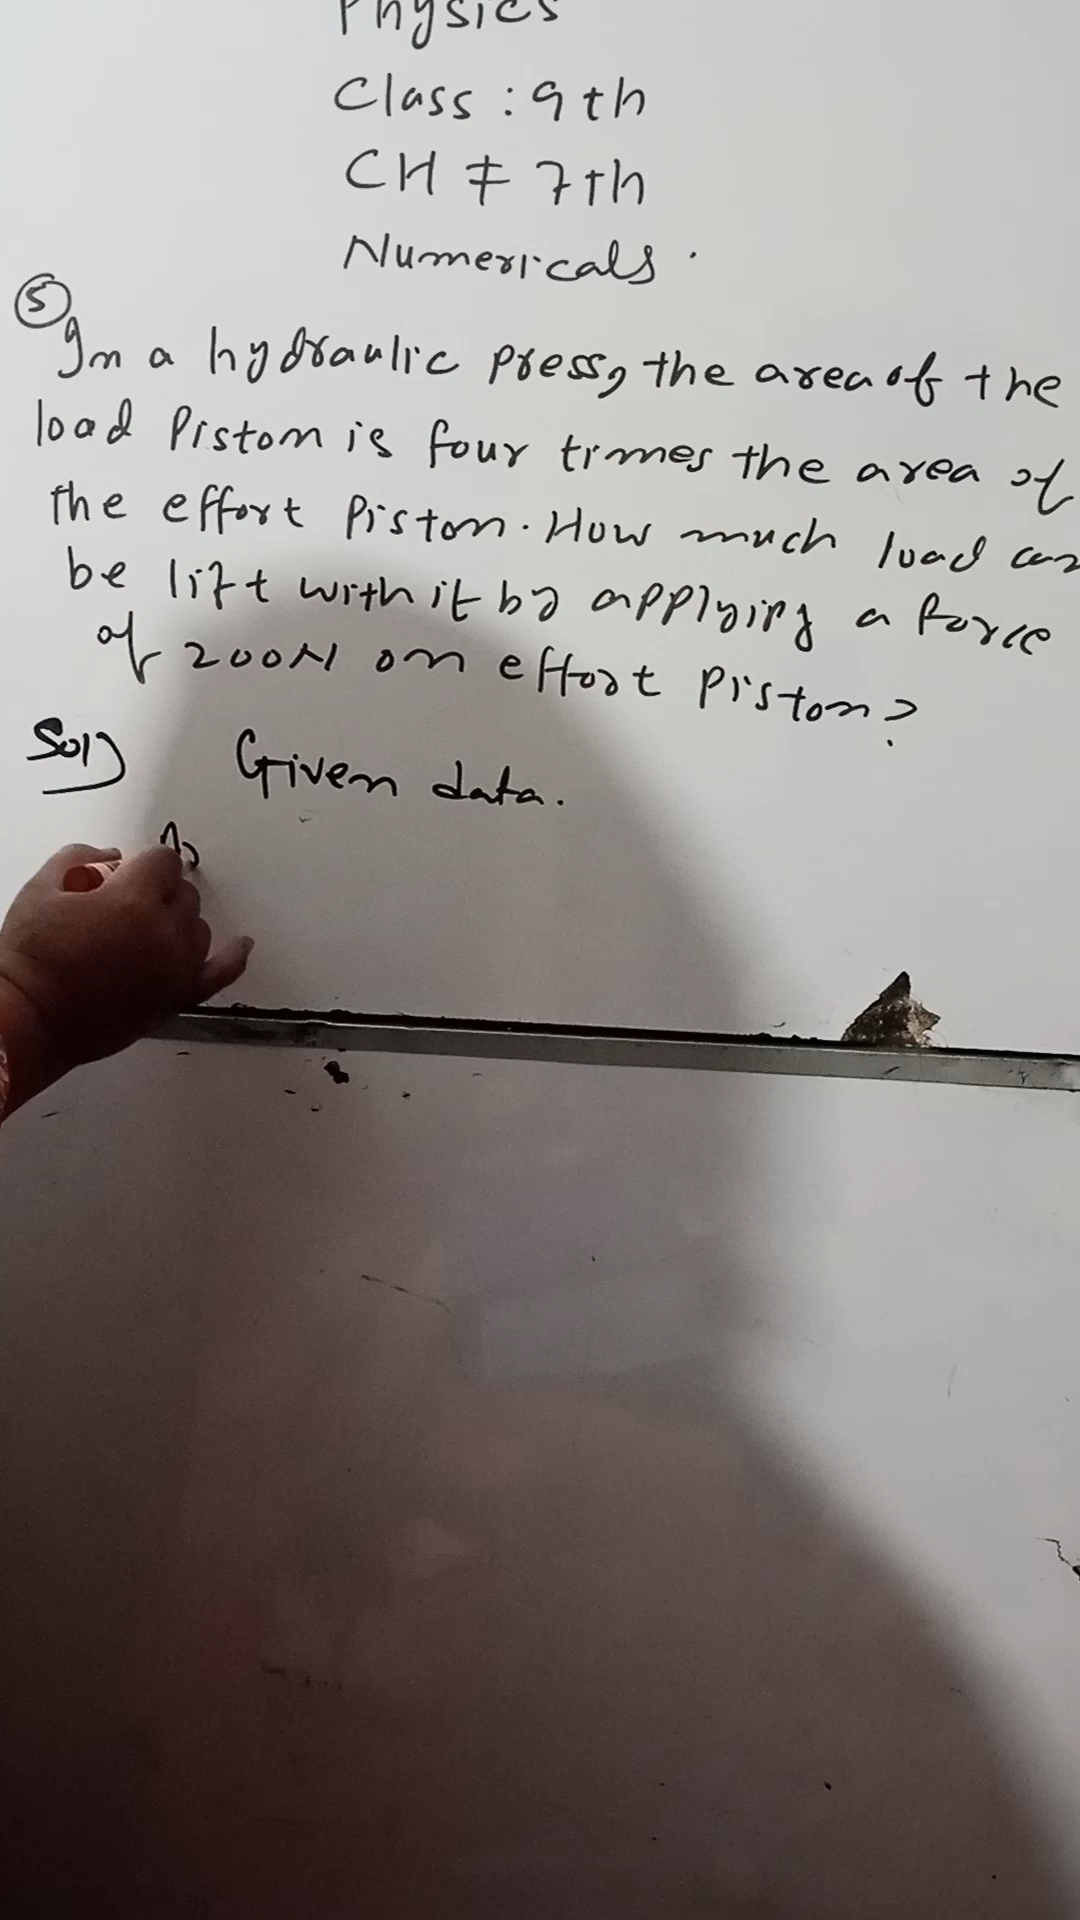 Physics
Class : 9th
CH # 7th
Numericals.
5
In a hydraulic press, the area of the
load Piston is four times the area of
the effort Piston. How much load can
be lift with it by applying a force
of 200N on effort piston?
Sol) Given data.